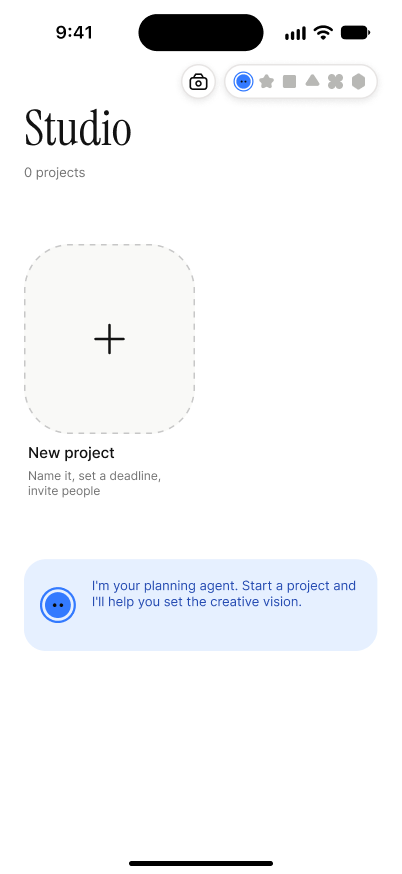 9:41
Studio
0 projects
New project
Name it, set a deadline,
invite people
I'm your planning agent. Start a project and
I'll help you set the creative vision.